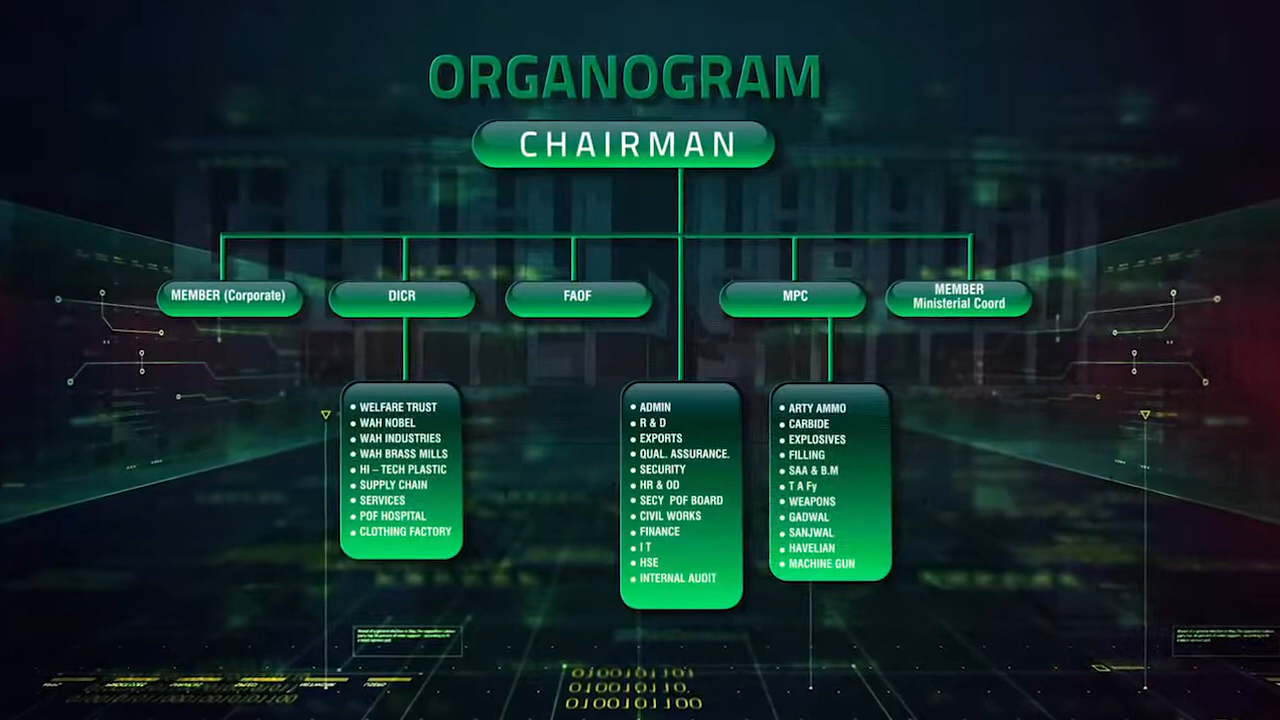 ORGANOGRAM
CHAIRMAN
MEMBER (Corporate)
DICR
FAOF
MPC
MEMBER
Ministerial Coord
• WELFARE TRUST
• WAH NOBEL
• WAH INDUSTRIES
• WAH BRASS MILLS
• HI – TECH PLASTIC
• SUPPLY CHAIN
• SERVICES
• POF HOSPITAL
• CLOTHING FACTORY
• ADMIN
• R & D
• EXPORTS
• QUAL. ASSURANCE.
• SECURITY
• HR & OD
• SECY POF BOARD
• CIVIL WORKS
• FINANCE
• I T
• HSE
• INTERNAL AUDIT
• ARTY AMMO
• CARBIDE
• EXPLOSIVES
• FILLING
• SAA & B.M
• T A Fy
• WEAPONS
• GADWAL
• SANJWAL
• HAVELIAN
• MACHINE GUN